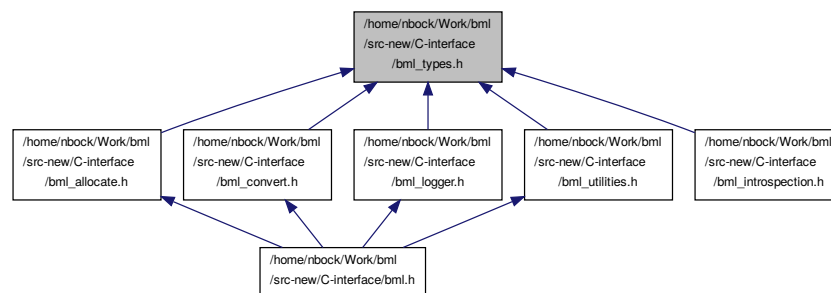 /home/nbock/Work/bml
/src-new/C-interface
/bml_types.h
/home/nbock/Work/bml
/src-new/C-interface
/bml_allocate.h
/home/nbock/Work/bml
/src-new/C-interface
/bml_convert.h
/home/nbock/Work/bml
/src-new/C-interface
/bml_logger.h
/home/nbock/Work/bml
/src-new/C-interface
/bml_utilities.h
/home/nbock/Work/bml
/src-new/C-interface
/bml_introspection.h
/home/nbock/Work/bml
/src-new/C-interface/bml.h